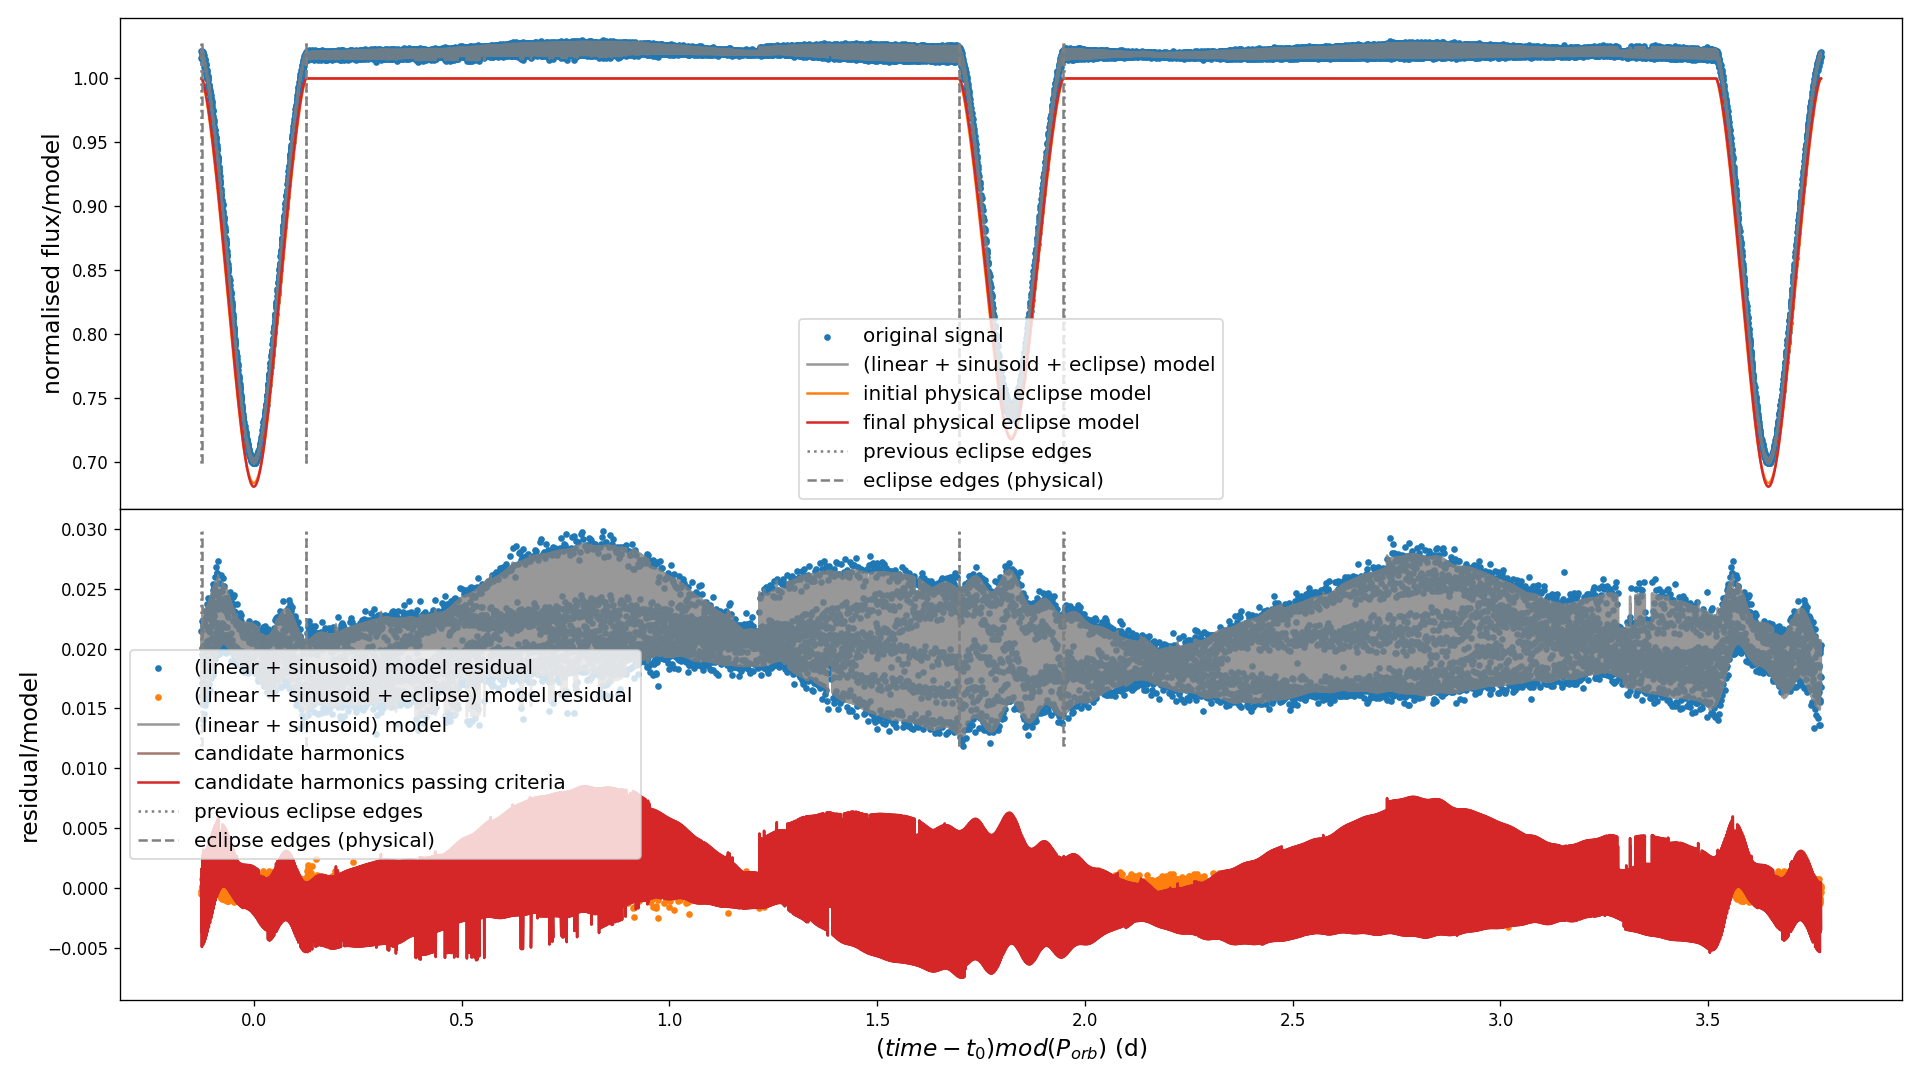 normalised flux/model
1.00
0.95
0.90
0.85
0.80
0.75
0.70
original signal
(linear + sinusoid + eclipse) model
initial physical eclipse model
final physical eclipse model
previous eclipse edges
eclipse edges (physical)
residual/model
0.030
0.025
0.020
0.015
0.010
0.005
0.000
−0.005
(linear + sinusoid) model residual
(linear + sinusoid + eclipse) model residual
(linear + sinusoid) model
candidate harmonics
candidate harmonics passing criteria
previous eclipse edges
eclipse edges (physical)
0.0 0.5 1.0 1.5 2.0 2.5 3.0 3.5
(time − t₀)mod(Pₒᵣb) (d)